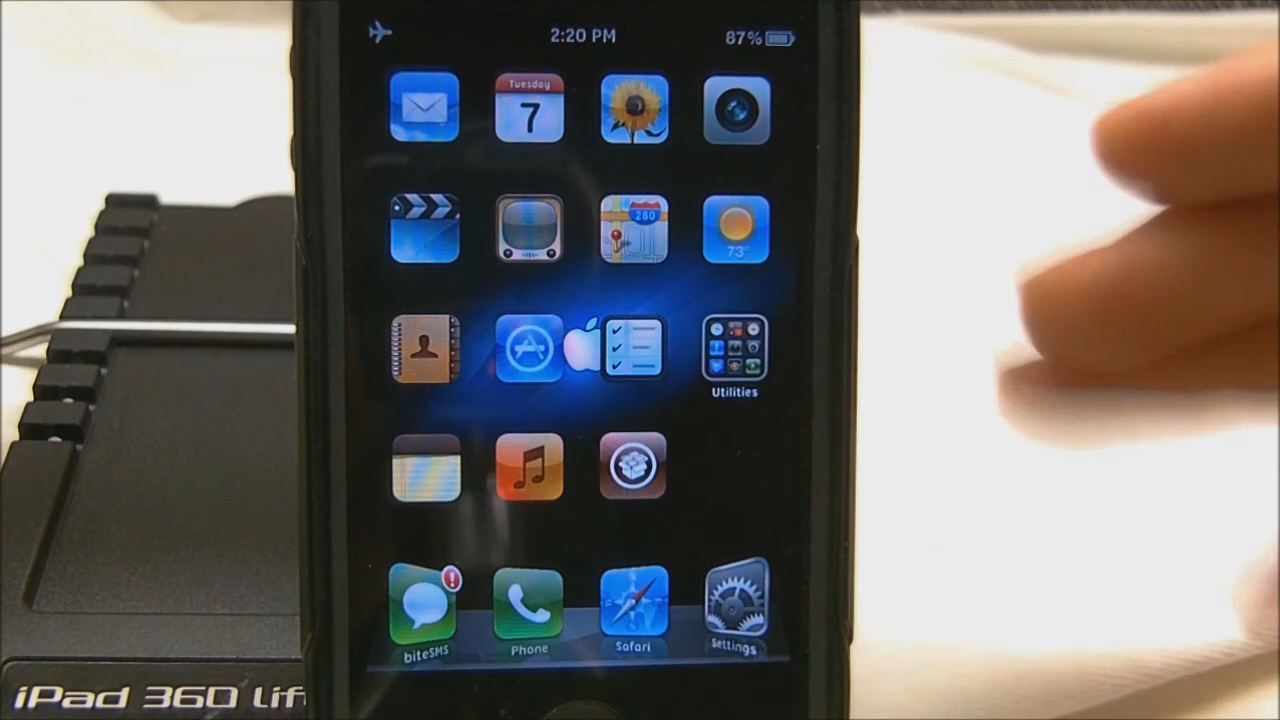 2:20 PM
87%
Tuesday
7
280
73°
Utilities
biteSMS
Phone
Safari
Settings
iPad 360 lif